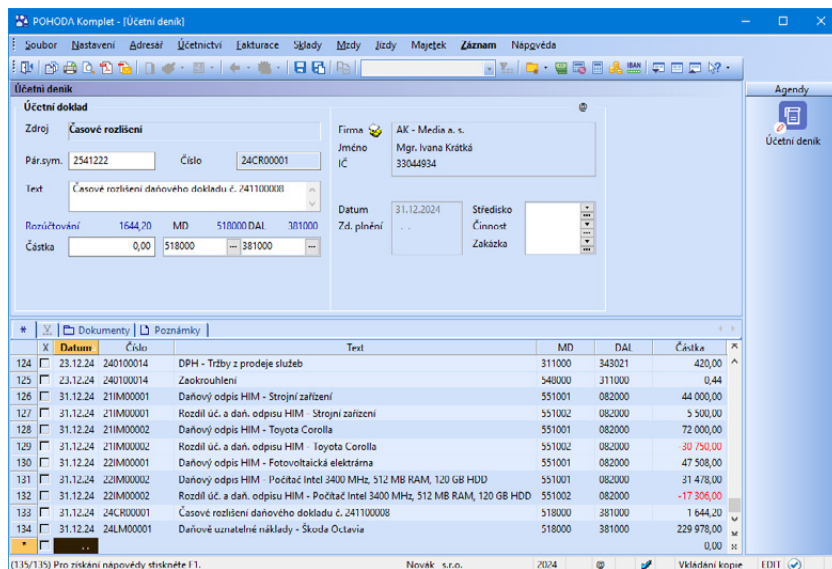 POHODA Komplet - [Účetní deník]
Soubor Nastavení Adresář Účetnictví Fakturace Sklady Mzdy Jízdy Majetek Záznam Nápověda
IBAN
Účetní deník
Agendy
Účetní deník
Účetní doklad @
Zdroj Časové rozlišení
Firma AK - Media a. s.
Jméno Mgr. Ivana Krátká
Pár.sym. 2541222 Číslo 24CR00001
IČ 33044934
Text Časové rozlišení daňového dokladu č. 241100008
Datum 31.12.2024 Středisko
Rozúčtování 1644,20 MD 518000 DAL 381000
Zd. plnění . . Činnost
Částka 0,00 518000 ... 381000 ...
Zakázka
* Dokumenty Poznámky
X Datum Číslo Text MD DAL Částka
124 23.12.24 240100014 DPH - Tržby z prodeje služeb 311000 343021 420,00
125 23.12.24 240100014 Zaokrouhlení 548000 311000 0,44
126 31.12.24 21IM00001 Daňový odpis HIM - Strojní zařízení 551001 082000 44 000,00
127 31.12.24 21IM00001 Rozdíl úč. a daň. odpisu HIM - Strojní zařízení 551002 082000 5 500,00
128 31.12.24 21IM00002 Daňový odpis HIM - Toyota Corolla 551001 082000 72 000,00
129 31.12.24 21IM00002 Rozdíl úč. a daň. odpisu HIM - Toyota Corolla 551002 082000 -30 750,00
130 31.12.24 22IM00001 Daňový odpis HIM - Fotovoltaická elektrárna 551001 082000 47 508,00
131 31.12.24 22IM00002 Daňový odpis HIM - Počítač Intel 3400 MHz, 512 MB RAM, 120 GB HDD 551001 082000 31 478,00
132 31.12.24 22IM00002 Rozdíl úč. a daň. odpisu HIM - Počítač Intel 3400 MHz, 512 MB RAM, 120 GB HDD 551002 082000 -17 306,00
133 31.12.24 24CR00001 Časové rozlišení daňového dokladu č. 241100008 518000 381000 1 644,20
134 31.12.24 24LM00001 Daňově uznatelné náklady - Škoda Octavia 518000 381000 229 978,00
* . . 0,00
(135/135) Pro získání nápovědy stiskněte F1. Novák s.r.o. 2024 @ Vkládání kopie EDIT